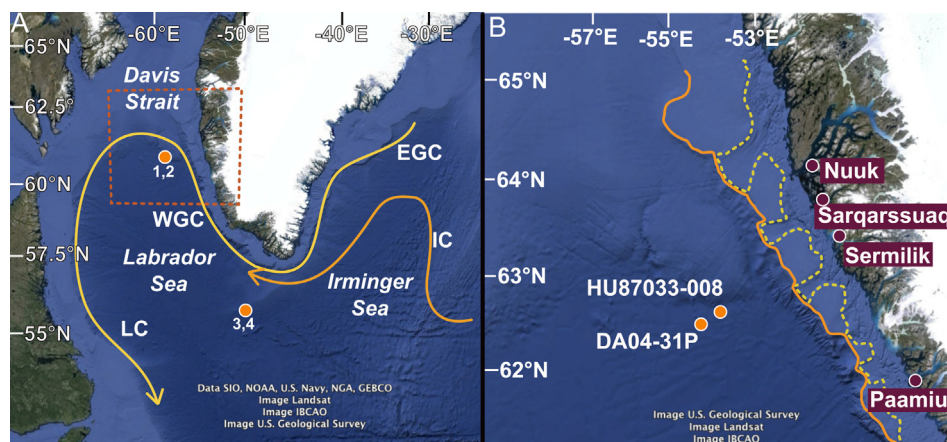 A
-60°E
-50°E
-40°E
-30°E
65°N
Davis
Strait
62,5°
EGC
1,2
60°N
WGC
57.5°
Labrador
Sea
IC
Irminger
Sea
3,4
55°N
LC
Data SIO, NOAA, U.S. Navy, NGA, GEBCO
Image Landsat
Image IBCAO
Image U.S. Geological Survey
B
-57°E
-55°E
-53°E
65°N
64°N
Nuuk
Sarqarssuaq
Sermilik
63°N
HU87033-008
DA04-31P
62°N
Paamiu
Image U.S. Geological Survey
Image Landsat
Image IBCAO